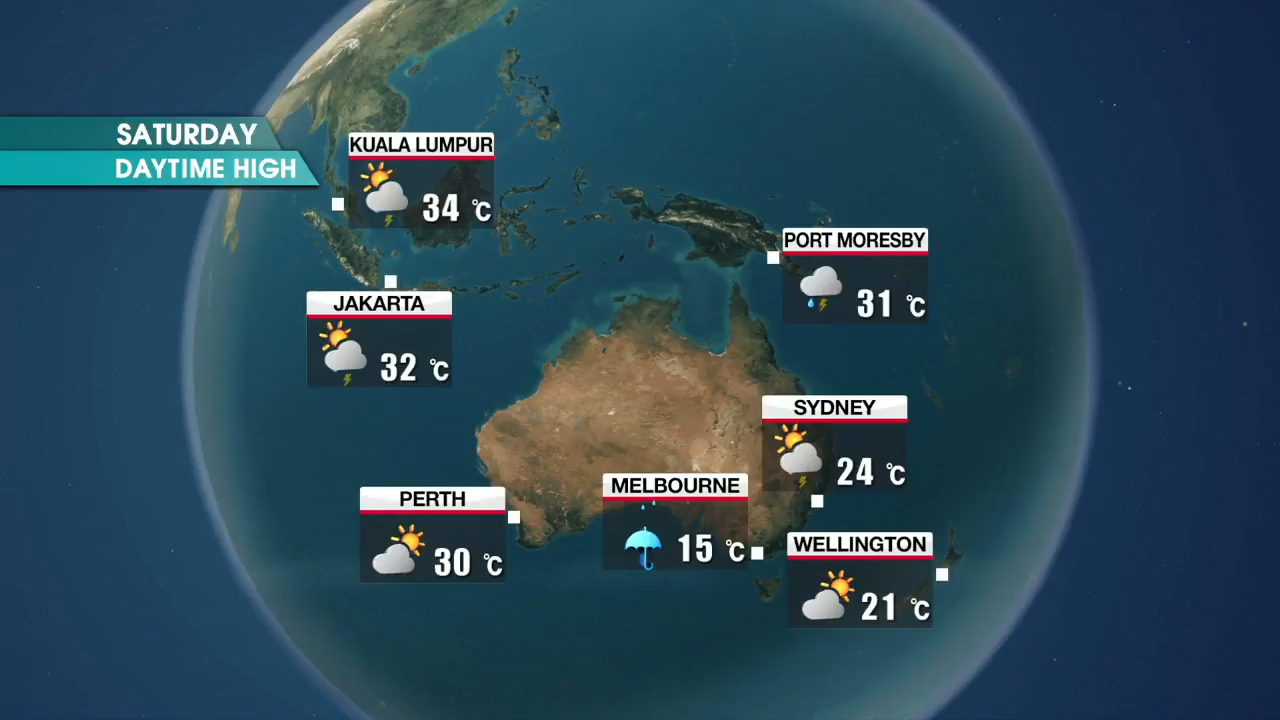 SATURDAY
DAYTIME HIGH
KUALA LUMPUR
34 °C
PORT MORESBY
31 °C
JAKARTA
32 °C
SYDNEY
24 °C
MELBOURNE
15 °C
PERTH
30 °C
WELLINGTON
21 °C